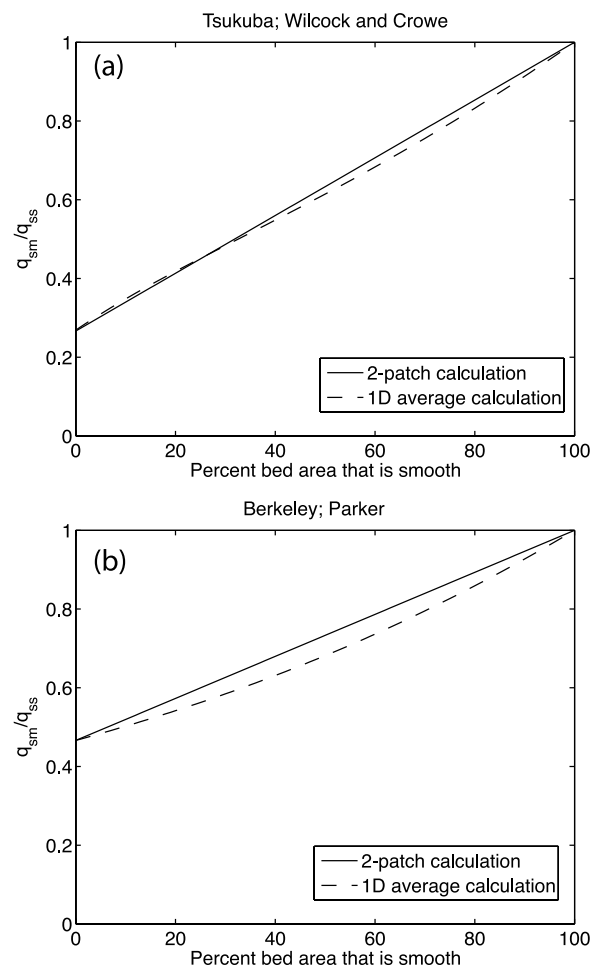 Tsukuba; Wilcock and Crowe
(a)
1
0.8
0.6
0.4
0.2
0
q_sm/q_ss
2-patch calculation
1D average calculation
0 20 40 60 80 100
Percent bed area that is smooth
Berkeley; Parker
(b)
1
0.8
0.6
0.4
0.2
0
q_sm/q_ss
2-patch calculation
1D average calculation
0 20 40 60 80 100
Percent bed area that is smooth